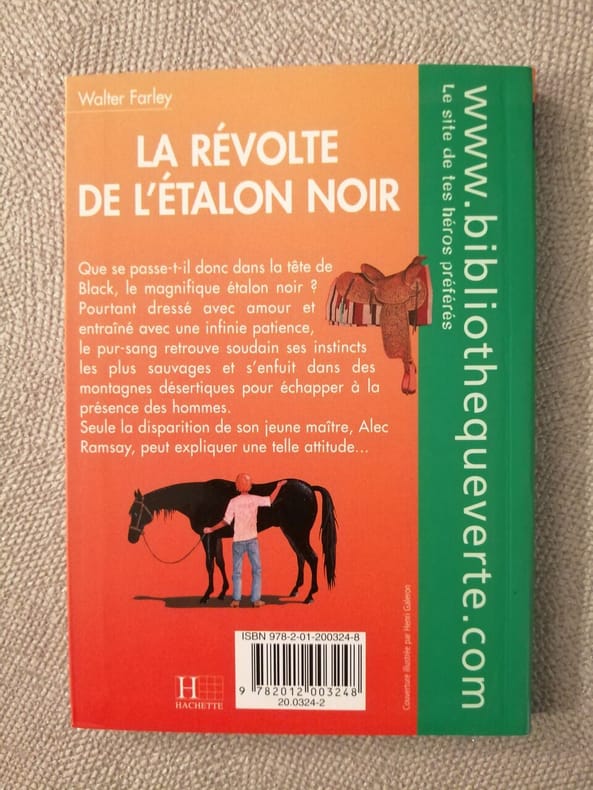 Walter Farley
LA RÉVOLTE
DE L'ÉTALON NOIR
Que se passe-t-il donc dans la tête de
Black, le magnifique étalon noir ?
Pourtant dressé avec amour et
entraîné avec une infinie patience,
le pur-sang retrouve soudain ses instincts
les plus sauvages et s'enfuit dans des
montagnes désertiques pour échapper à la
présence des hommes.
Seule la disparition de son jeune maître, Alec
Ramsay, peut expliquer une telle attitude...
www.bibliothequeverte.com
Le site de tes héros préférés
Couverture illustrée par Henri Galeron
ISBN 978-2-01-200324-8
9 782012 003248
20.0324-2
H
HACHETTE